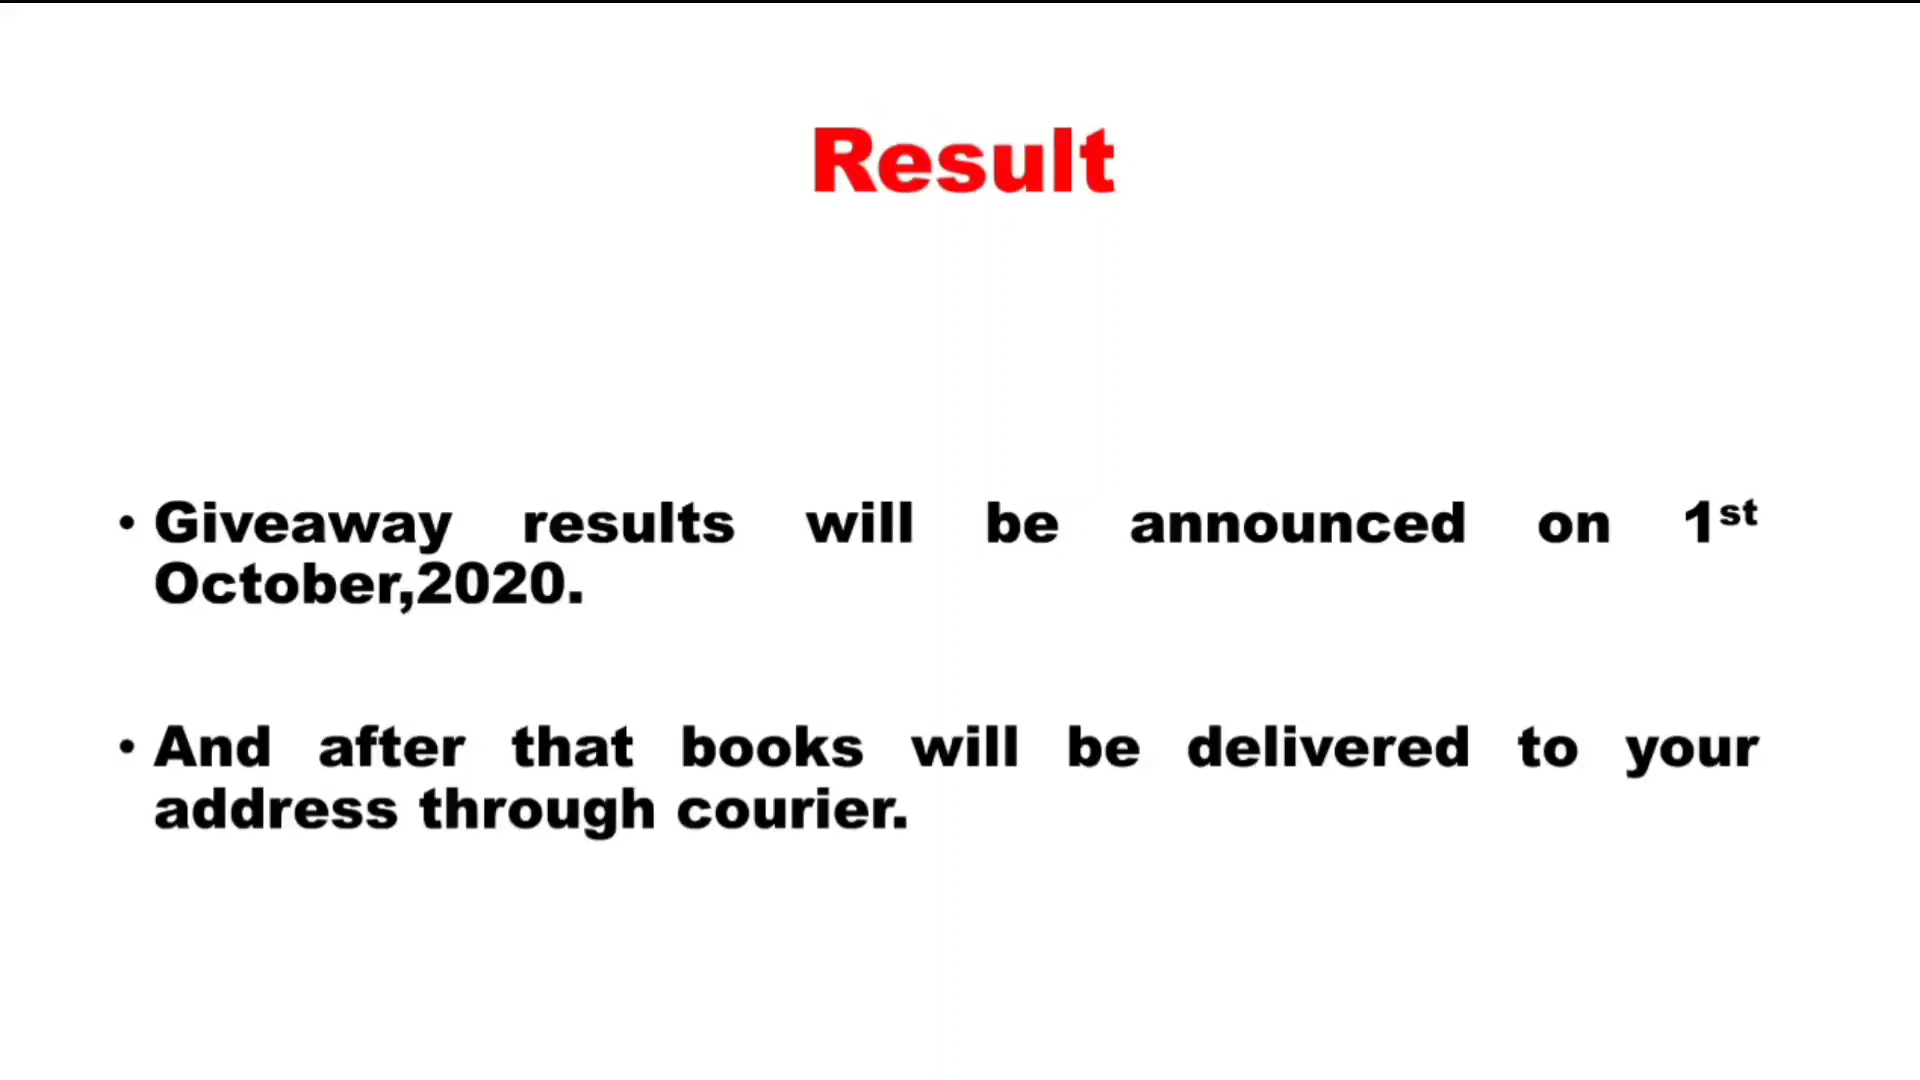 Result
• Giveaway results will be announced on 1st
October,2020.
• And after that books will be delivered to your
address through courier.